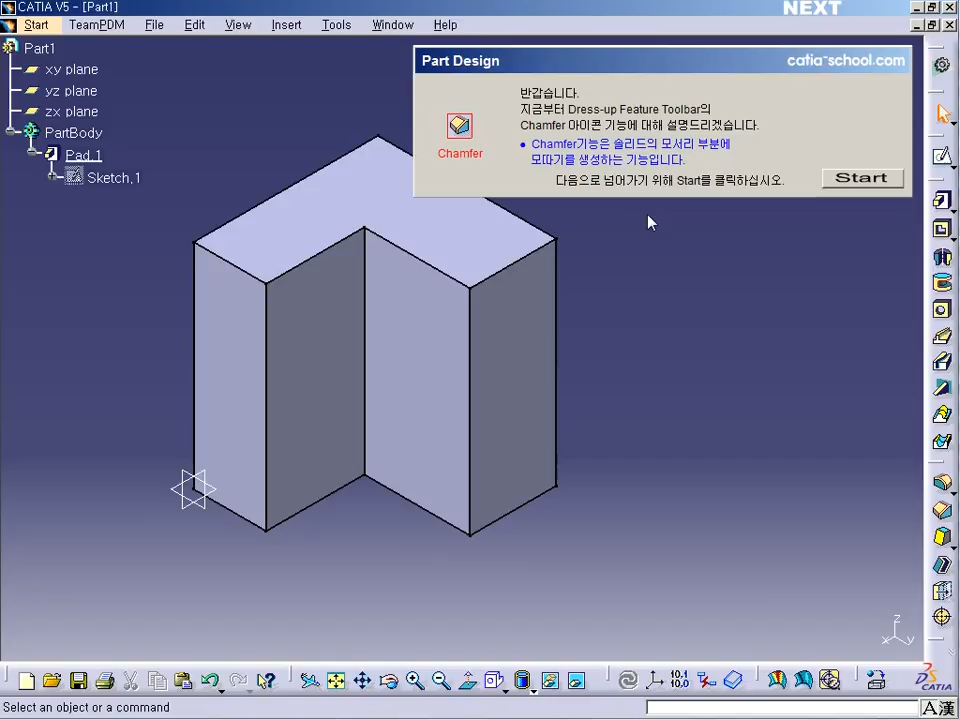 CATIA V5 - [Part1]
NEXT
Start TeamPDM File Edit View Insert Tools Window Help
Part1
xy plane
yz plane
zx plane
PartBody
Pad,1
Sketch,1
Part Design
catia-school.com
반갑습니다.
지금부터 Dress-up Feature Toolbar의
Chamfer 아이콘 기능에 대해 설명드리겠습니다.
Chamfer
• Chamfer기능은 솔리드의 모서리 부분에
모따기를 생성하는 기능입니다.
다음으로 넘어가기 위해 Start를 클릭하십시오.
Start
z
x
y
10.1
10.0
CATIA
Select an object or a command
A漢